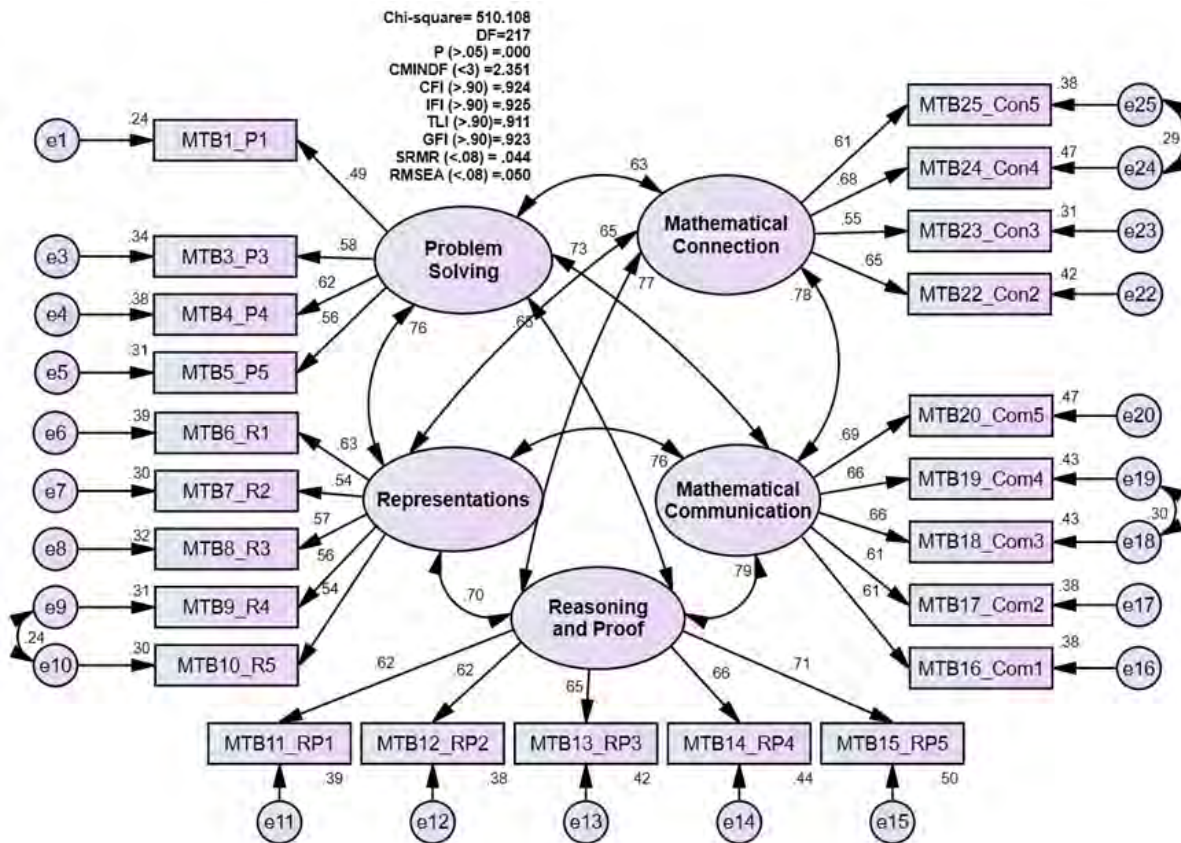 Chi-square= 510.108
DF=217
P (>.05) =.000
CMINDF (<3) =2.351
CFI (>.90) =.924
IFI (>.90) =.925
TLI (>.90)=.911
GFI (>.90)=.923
SRMR (<.08) = .044
RMSEA (<.08) =.050
e1
.24
MTB1_P1
.49
e3
.34
MTB3_P3
.58
e4
.38
MTB4_P4
.62
e5
.31
MTB5_P5
.56
e6
.39
MTB6_R1
.63
e7
.30
MTB7_R2
.54
e8
.32
MTB8_R3
.57
e9
.31
MTB9_R4
.56
e10
.30
MTB10_R5
.54
.24
Problem
Solving
Mathematical
Connection
Representations
Mathematical
Communication
Reasoning
and Proof
.63
.65
.73
.77
.78
.76
.76
.70
.79
.61
MTB25_Con5
.38
e25
.68
MTB24_Con4
.47
e24
.29
.55
MTB23_Con3
.31
e23
.65
MTB22_Con2
.42
e22
.69
MTB20_Com5
.47
e20
.66
MTB19_Com4
.43
e19
.66
MTB18_Com3
.43
e18
.30
.61
MTB17_Com2
.38
e17
.61
MTB16_Com1
.38
e16
.62
.62
.65
.66
.71
MTB11_RP1
MTB12_RP2
MTB13_RP3
MTB14_RP4
MTB15_RP5
.39
.38
.42
.44
.50
e11
e12
e13
e14
e15